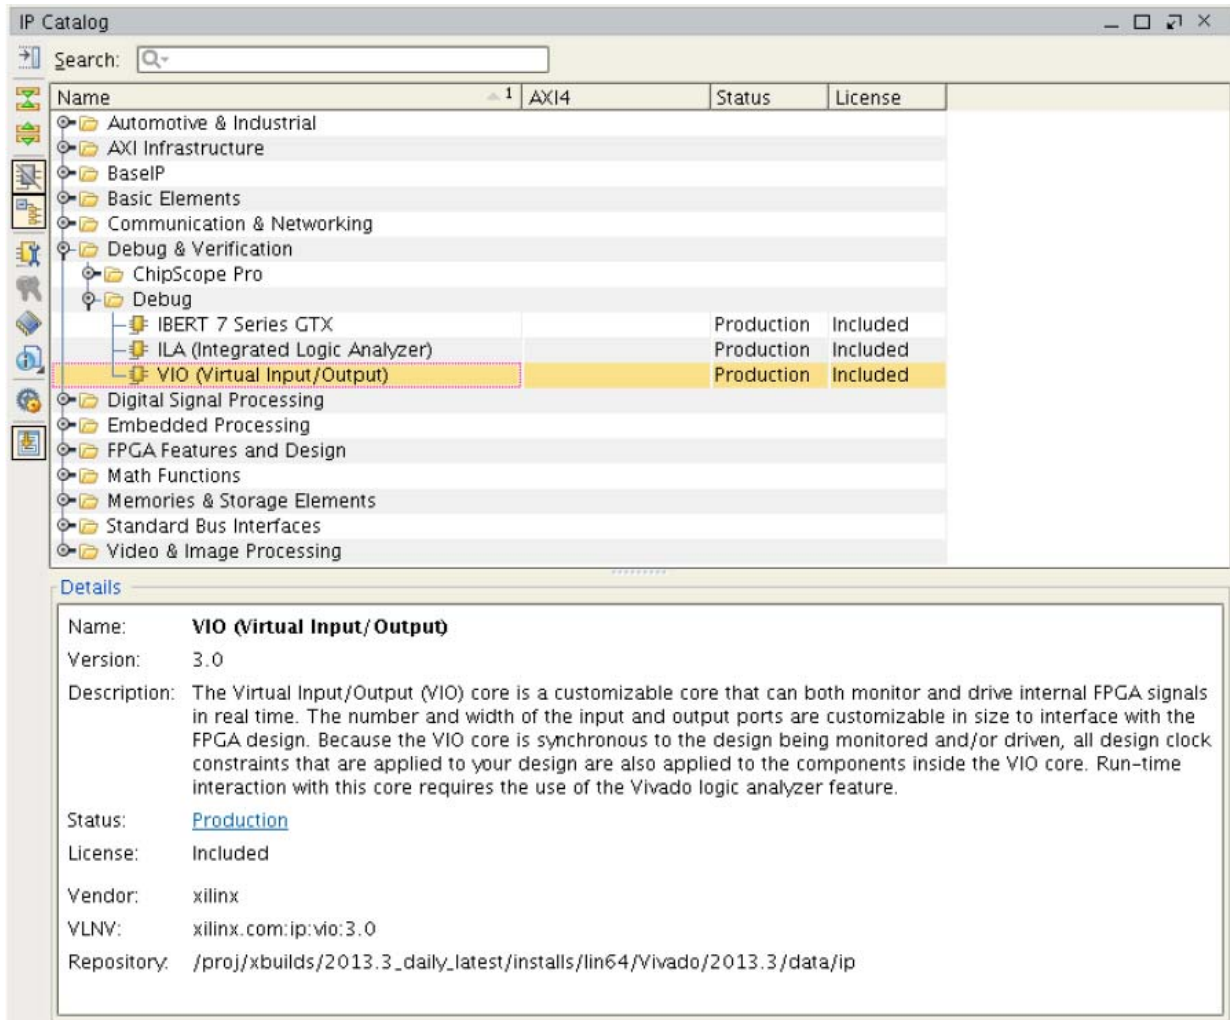 IP Catalog
Search:
Name 1 AXI4 Status License
Automotive & Industrial
AXI Infrastructure
BaseIP
Basic Elements
Communication & Networking
Debug & Verification
ChipScope Pro
Debug
IBERT 7 Series GTX Production Included
ILA (Integrated Logic Analyzer) Production Included
VIO (Virtual Input/Output) Production Included
Digital Signal Processing
Embedded Processing
FPGA Features and Design
Math Functions
Memories & Storage Elements
Standard Bus Interfaces
Video & Image Processing
Details
Name: VIO (Virtual Input/Output)
Version: 3.0
Description: The Virtual Input/Output (VIO) core is a customizable core that can both monitor and drive internal FPGA signals
in real time. The number and width of the input and output ports are customizable in size to interface with the
FPGA design. Because the VIO core is synchronous to the design being monitored and/or driven, all design clock
constraints that are applied to your design are also applied to the components inside the VIO core. Run-time
interaction with this core requires the use of the Vivado logic analyzer feature.
Status: Production
License: Included
Vendor: xilinx
VLNV: xilinx.com:ip:vio:3.0
Repository: /proj/xbuilds/2013.3_daily_latest/installs/lin64/Vivado/2013.3/data/ip